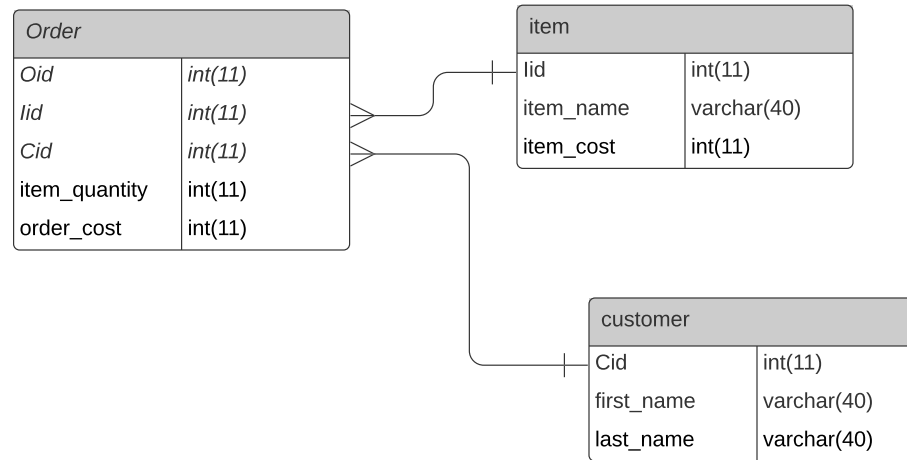 Order
Oid int(11)
Iid int(11)
Cid int(11)
item_quantity int(11)
order_cost int(11)
item
Iid int(11)
item_name varchar(40)
item_cost int(11)
customer
Cid int(11)
first_name varchar(40)
last_name varchar(40)